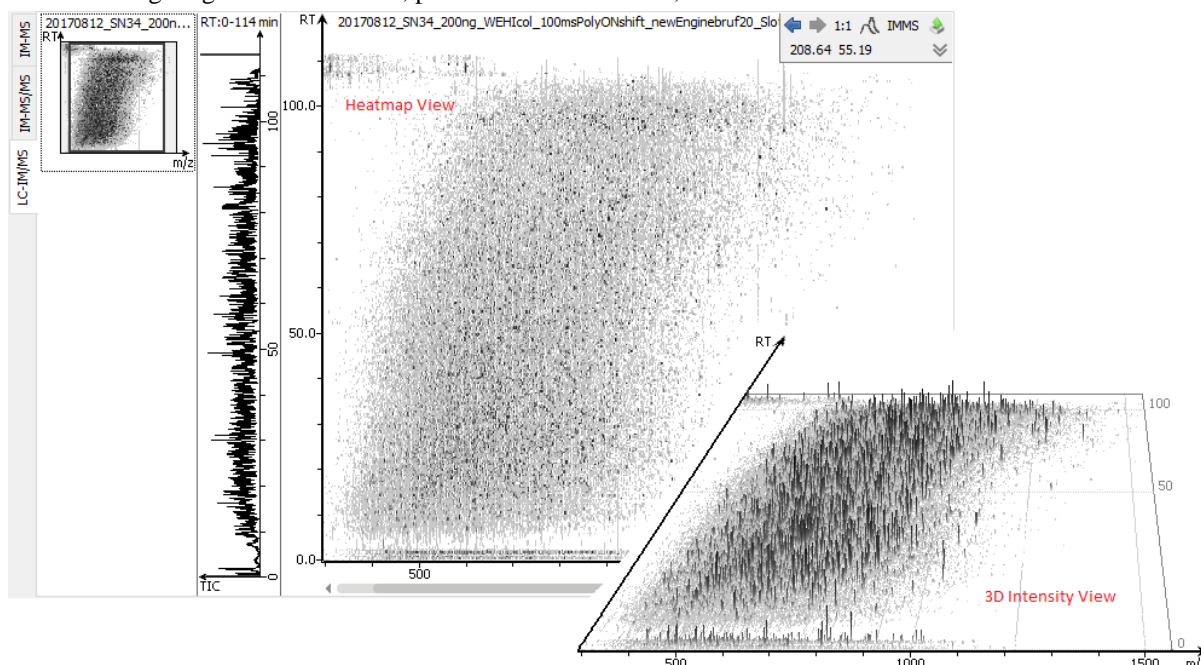 IM-MS
IM-MS/MS
LC-IM/MS
20170812_SN34_200n...
RT
m/z
RT:0-114 min
100
50
0
TIC
RT
20170812_SN34_200ng_WEHIcol_100msPolyONshift_newEnginebruf20_Slo
1:1
IMMS
208.64 55.19
Heatmap View
100.0
50.0
0.0
500
RT
100
50
0
3D Intensity View
500
1000
1500